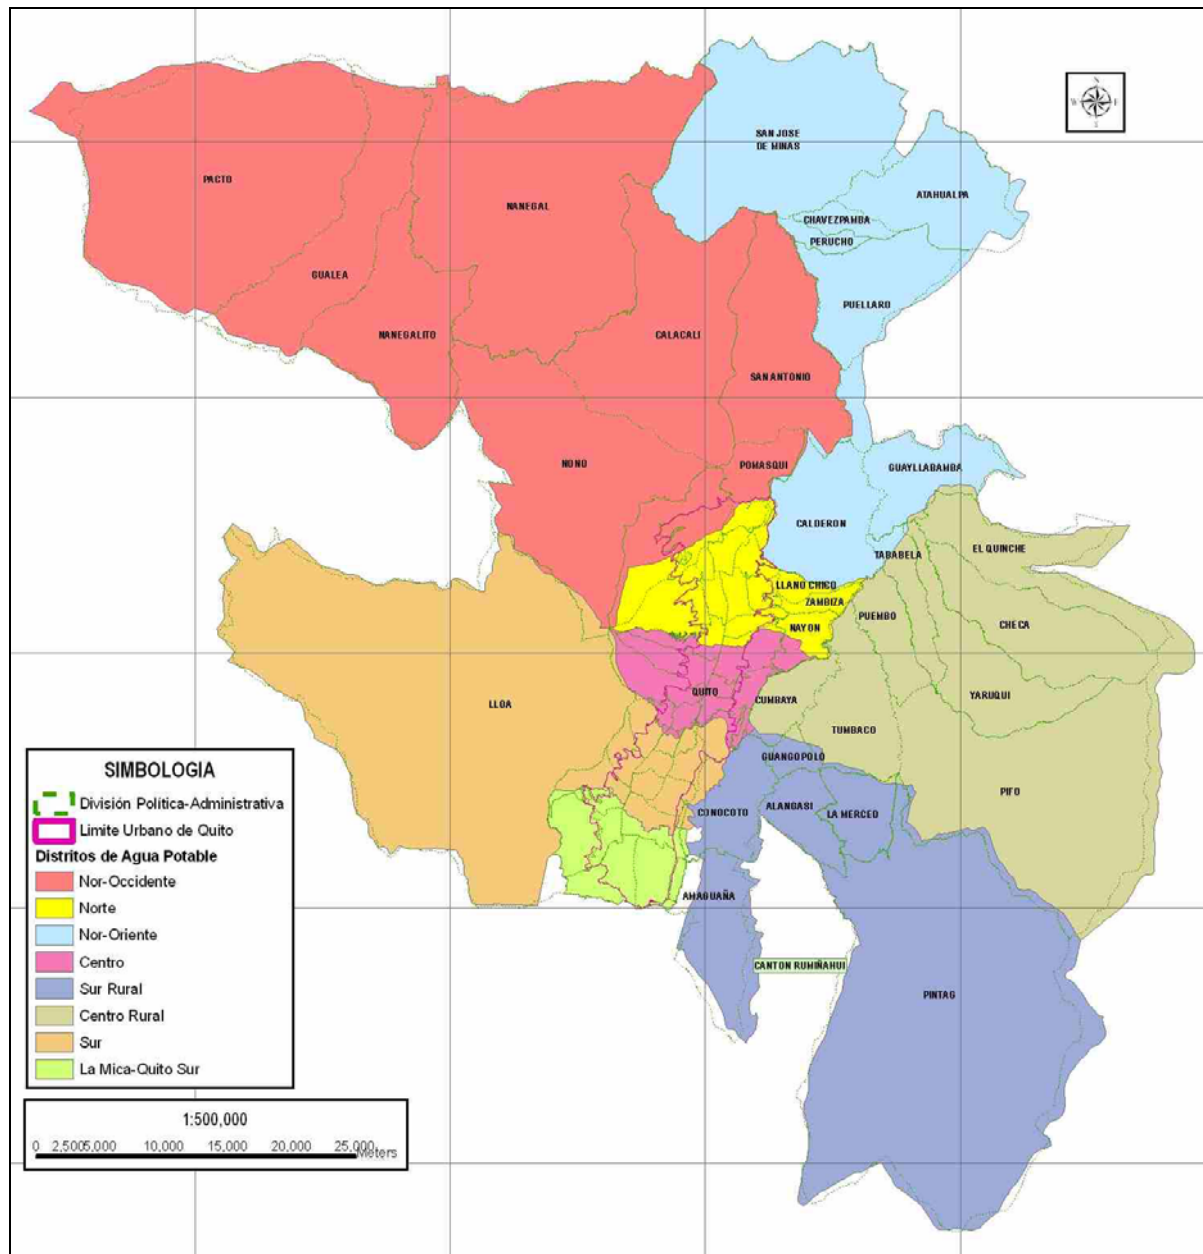 N
W E
S
SAN JOSE
DE MINAS
PACTO
ATAHUALPA
NANEGAL
CHAVEZPAMBA
PERUCHO
GUALEA
PUELLARO
NANEGALITO
CALACALI
SAN ANTONIO
NONO
POMASQUI
GUAYLLABAMBA
CALDERON
TABABELA
EL QUINCHE
LLANO CHICO
ZAMBIZA
PUEMBO
NAYON
CHECA
QUITO
CUMBAYA
YARUQUI
LLOA
TUMBACO
GUANGOPOLO
PIFO
CONOCOTO
ALANGASI
LA MERCED
AMAGUAÑA
CANTON RUMIÑAHUI
PINTAG
SIMBOLOGIA
División Política-Administrativa
Limite Urbano de Quito
Distritos de Agua Potable
Nor-Occidente
Norte
Nor-Oriente
Centro
Sur Rural
Centro Rural
Sur
La Mica-Quito Sur
1:500,000
0 2,500 5,000 10,000 15,000 20,000 25,000
Meters